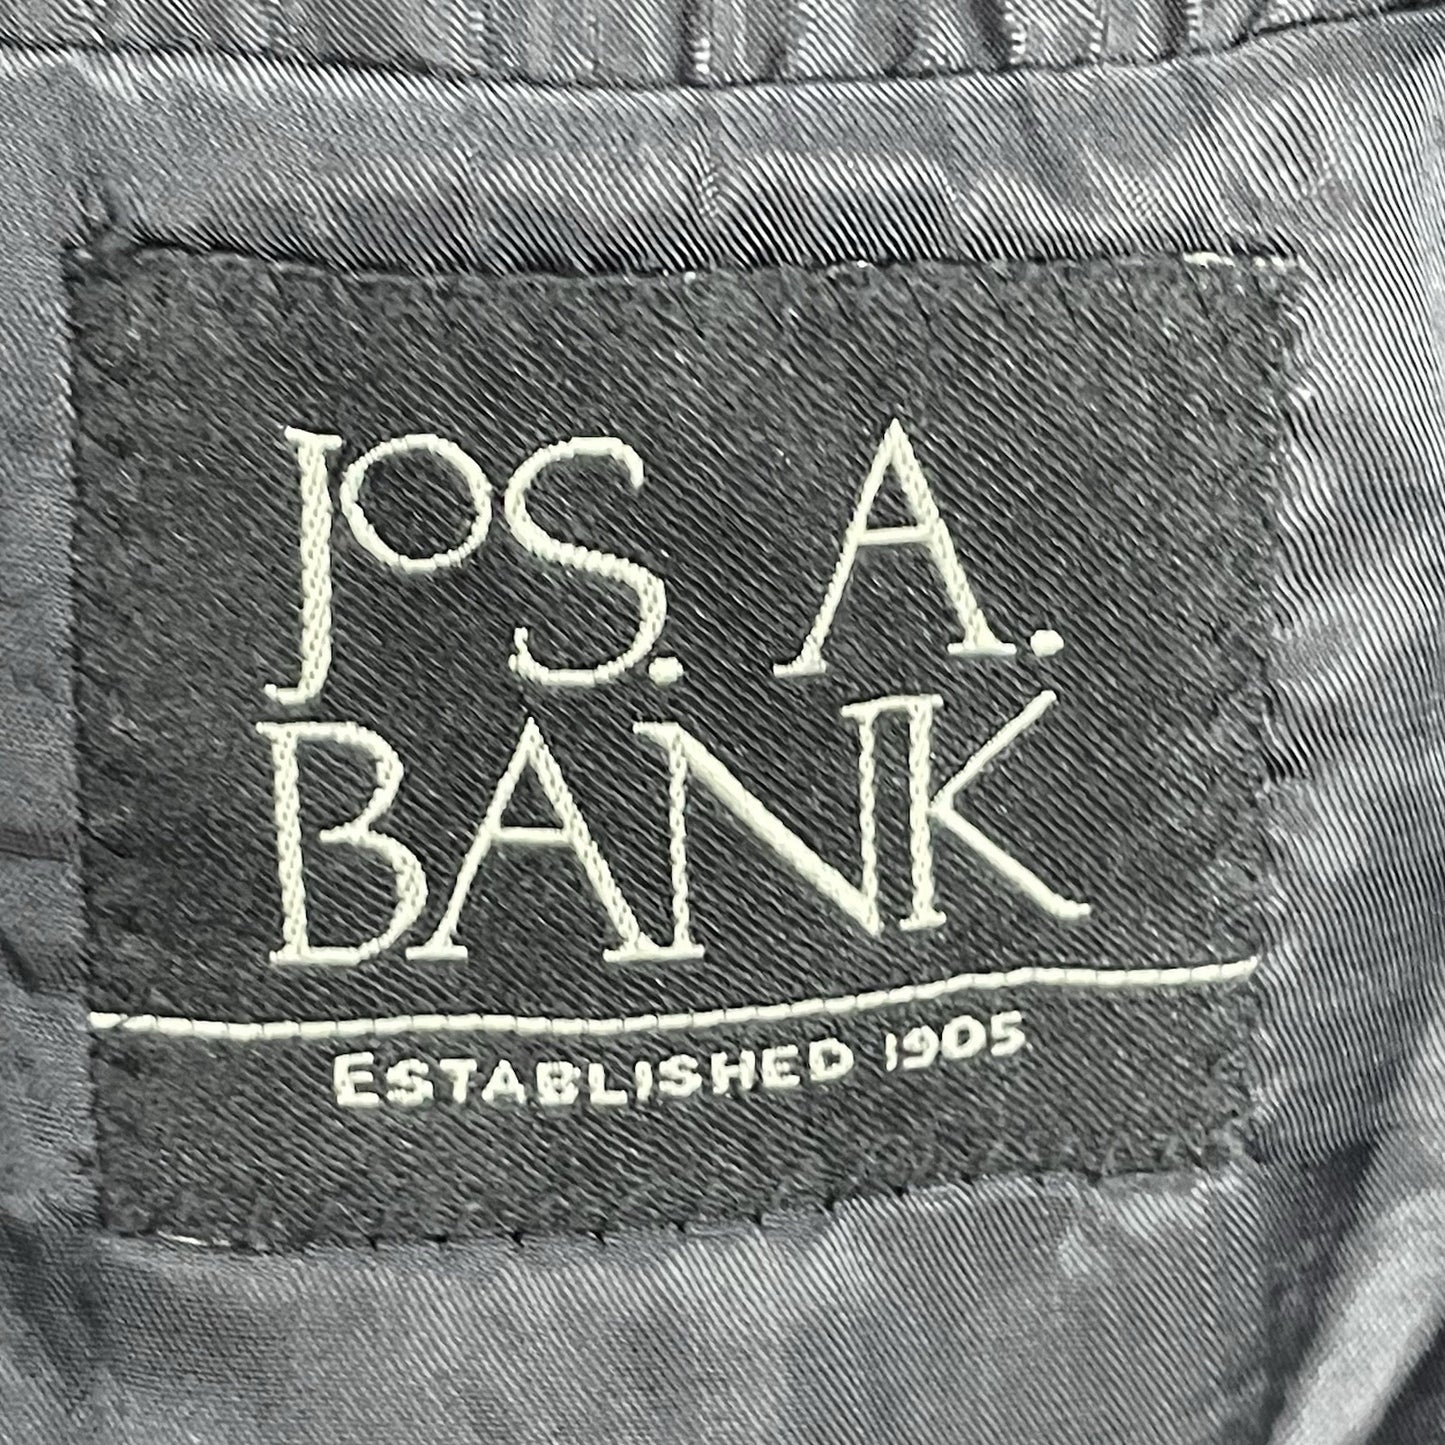 JOS. A.
BANK
ESTABLISHED 1905